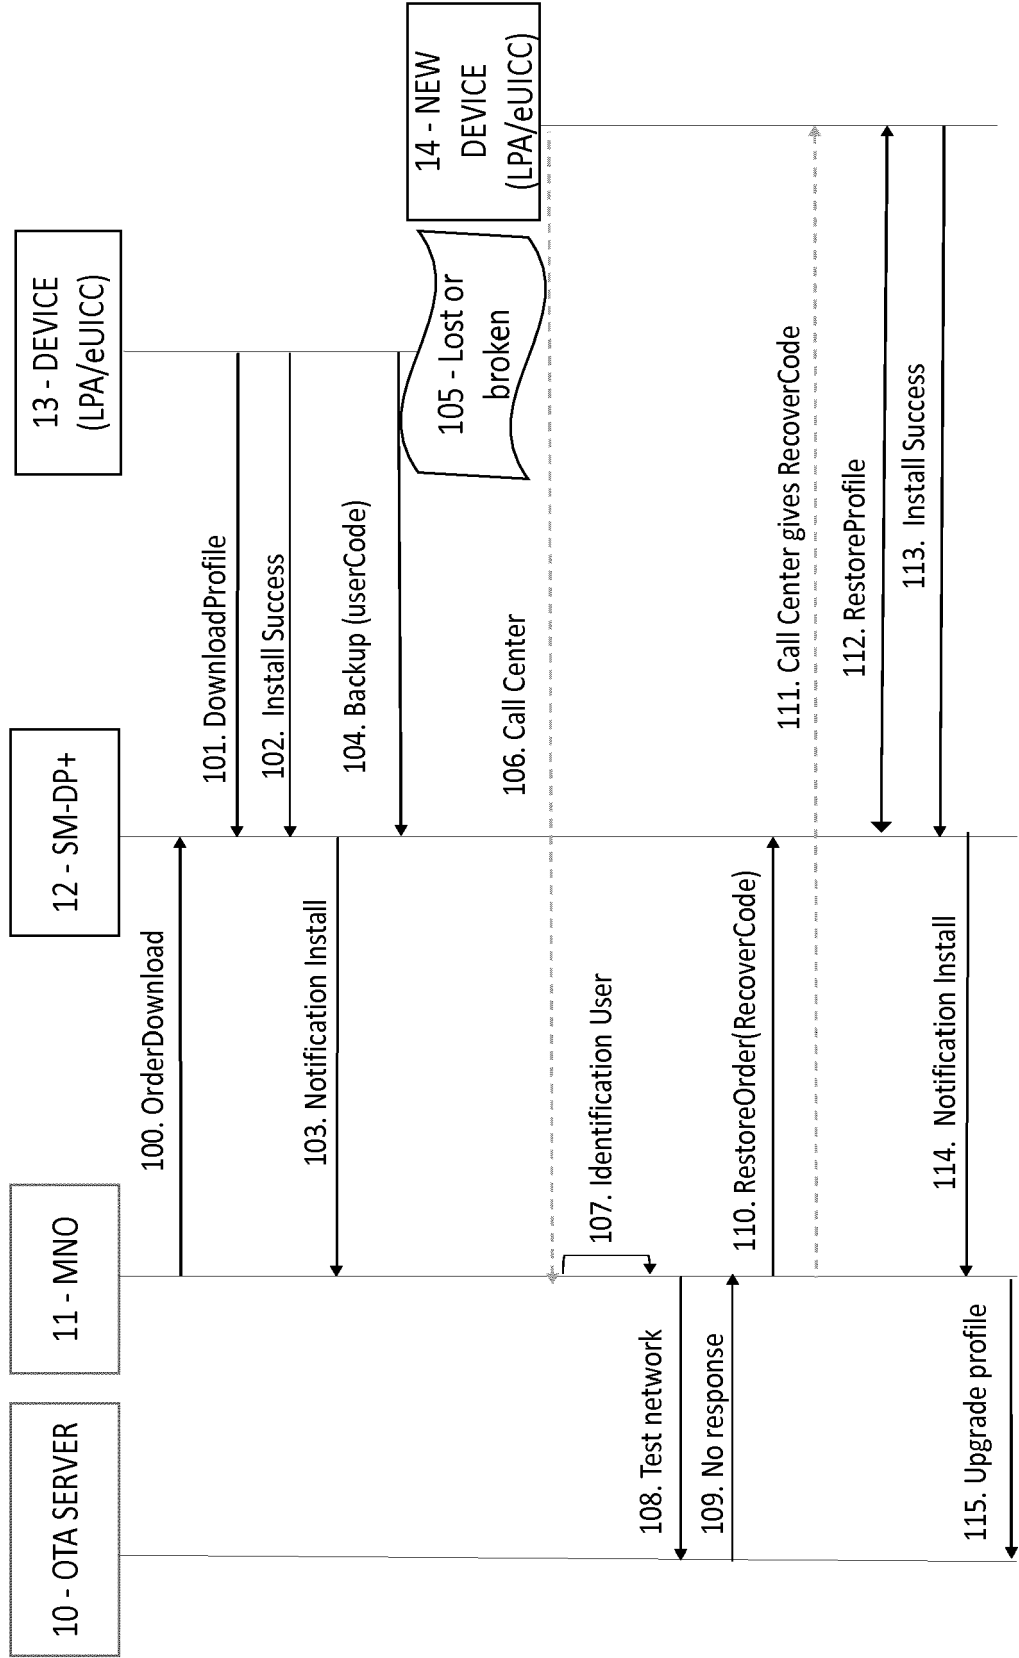 10 - OTA SERVER
11 - MNO
12 - SM-DP+
13 - DEVICE
(LPA/eUICC)
14 - NEW
DEVICE
(LPA/eUICC)
100. OrderDownload
101. DownloadProfile
102. Install Success
103. Notification Install
104. Backup (userCode)
105 - Lost or
broken
106. Call Center
107. Identification User
108. Test network
109. No response
110. RestoreOrder(RecoverCode)
111. Call Center gives RecoverCode
112. RestoreProfile
113. Install Success
114. Notification Install
115. Upgrade profile